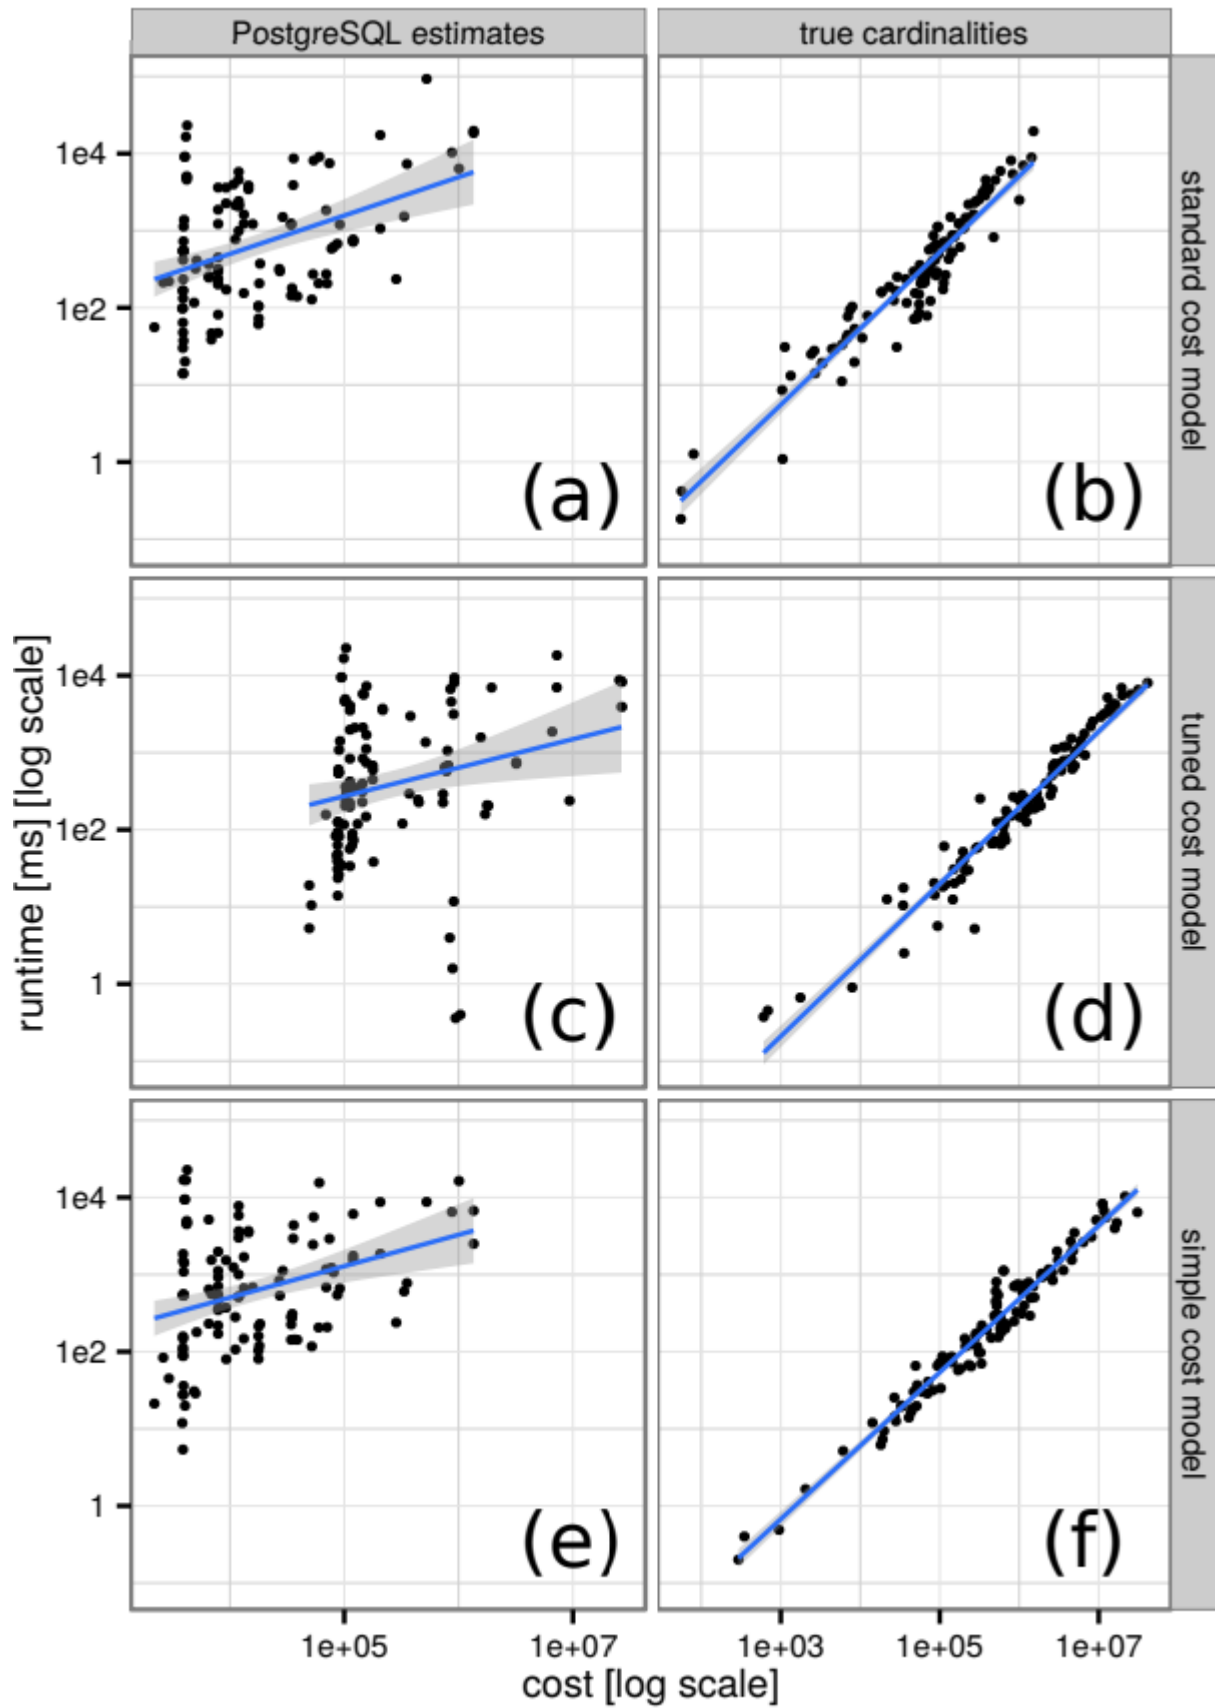 PostgreSQL estimates
true cardinalities
1e4
1e2
1
(a)
(b)
standard cost model
runtime [ms] [log scale]
1e4
1e2
1
(c)
(d)
tuned cost model
1e4
1e2
1
(e)
(f)
simple cost model
1e+05
1e+07
1e+03
1e+05
1e+07
cost [log scale]